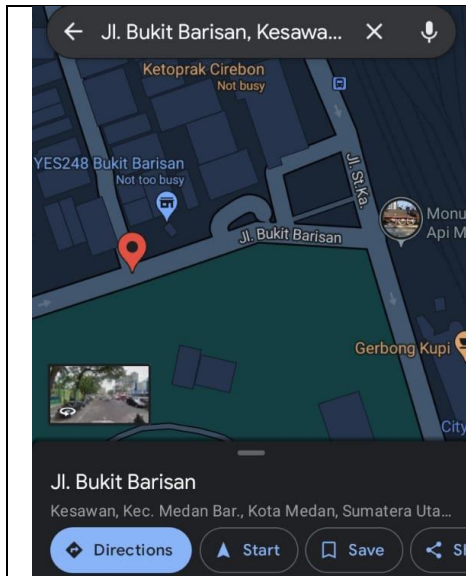 Jl. Bukit Barisan, Kesawa...
Ketoprak Cirebon
Not busy
YES248 Bukit Barisan
Not too busy
Jl. St.Ka.
Monu
Api M
Jl. Bukit Barisan
Gerbong Kupi
City
Jl. Bukit Barisan
Kesawan, Kec. Medan Bar., Kota Medan, Sumatera Uta...
Directions
Start
Save